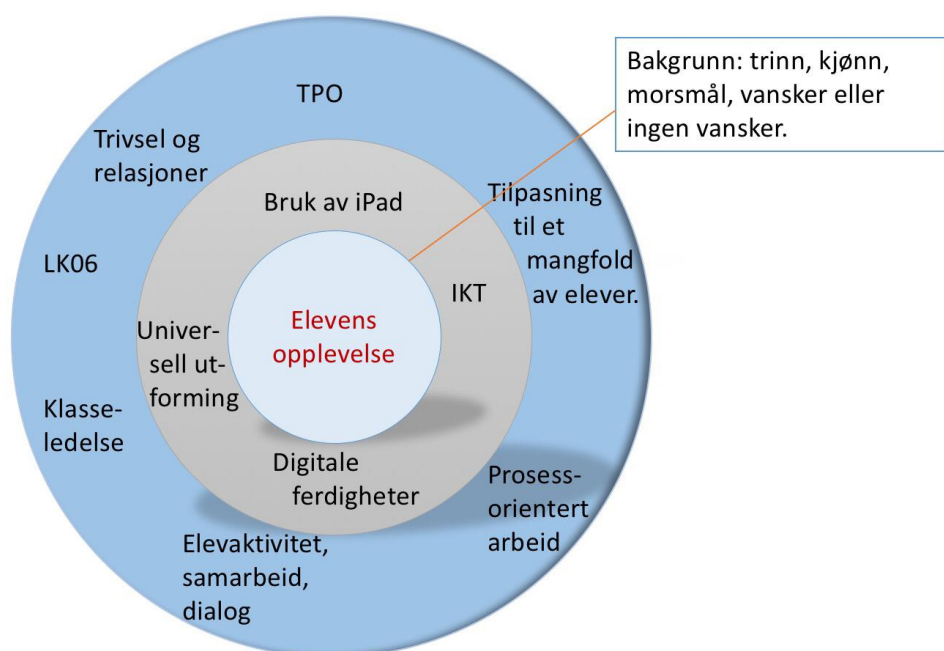 Bakgrunn: trinn, kjønn,
morsmål, vansker eller
ingen vansker.
TPO
Trivsel og
relasjoner
Bruk av iPad
Tilpasning
til et
mangfold
av elever.
LK06
IKT
Elevens
opplevelse
Univer-
sell ut-
forming
Klasse-
ledelse
Digitale
ferdigheter
Prosess-
orientert
arbeid
Elevaktivitet,
samarbeid,
dialog